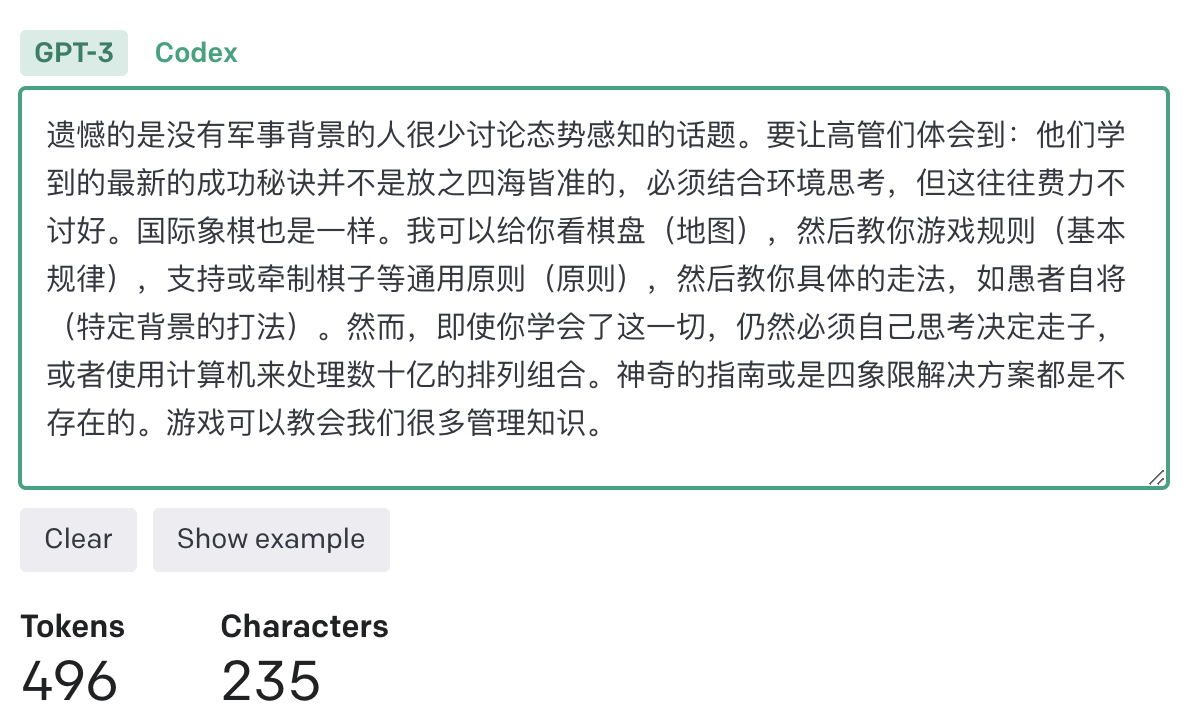 GPT-3 Codex
遗憾的是没有军事背景的人很少讨论态势感知的话题。要让高管们体会到：他们学
到的最新的成功秘诀并不是放之四海皆准的，必须结合环境思考，但这往往费力不
讨好。国际象棋也是一样。我可以给你看棋盘（地图），然后教你游戏规则（基本
规律），支持或牵制棋子等通用原则（原则），然后教你具体的走法，如愚者自将
（特定背景的打法）。然而，即使你学会了这一切，仍然必须自己思考决定走子，
或者使用计算机来处理数十亿的排列组合。神奇的指南或是四象限解决方案都是不
存在的。游戏可以教会我们很多管理知识。
Clear Show example
Tokens Characters
496 235